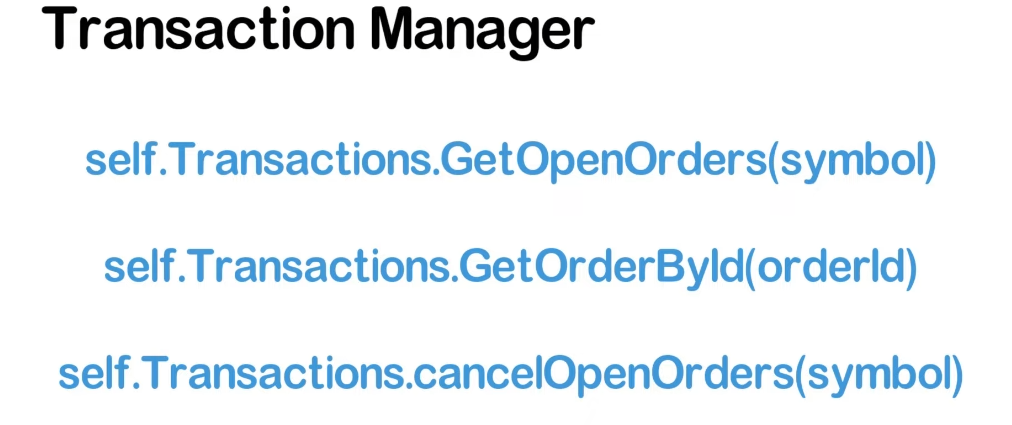 Transaction Manager
self.Transactions.GetOpenOrders(symbol)
self.Transactions.GetOrderById(orderId)
self.Transactions.cancelOpenOrders(symbol)